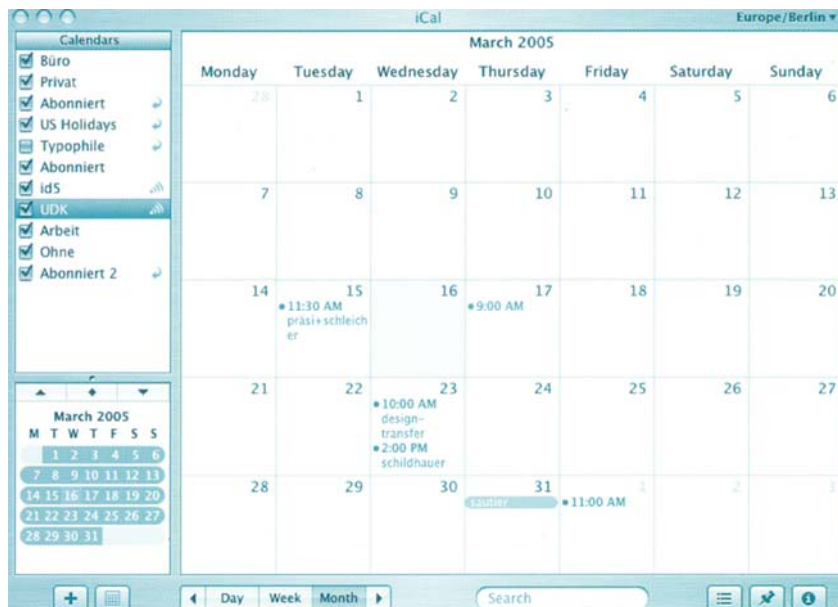 iCal
Europe/Berlin
Calendars
Büro
Privat
Abonniert
US Holidays
Typophile
Abonniert
idS
UDK
Arbeit
Ohne
Abonniert 2
March 2005
M T W T F S S
1 2 3 4 5 6
7 8 9 10 11 12 13
14 15 16 17 18 19 20
21 22 23 24 25 26 27
28 29 30 31
March 2005
Monday Tuesday Wednesday Thursday Friday Saturday Sunday
28 1 2 3 4 5 6
7 8 9 10 11 12 13
14 15 16 17 18 19 20
11:30 AM
präsi+schleich
er
9:00 AM
21 22 23 24 25 26 27
10:00 AM
design-
transfer
2:00 PM
schildhauer
28 29 30 31 1 2 3
sautier
11:00 AM
Day Week Month
Search